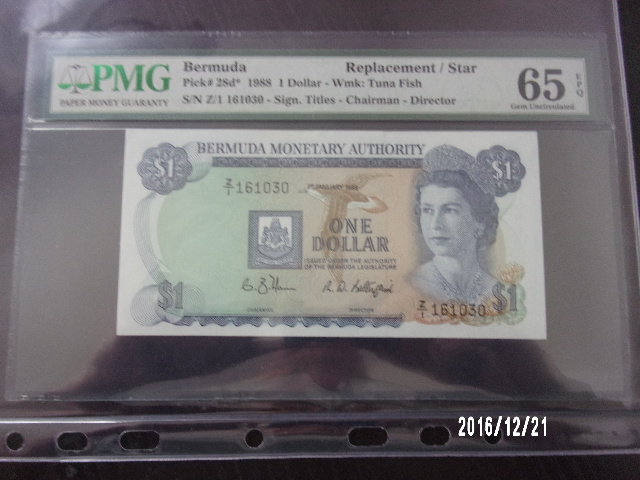 PMG
PAPER MONEY GUARANTY
Bermuda Replacement / Star
Pick# 28d* 1988 1 Dollar - Wmk: Tuna Fish
S/N Z/1 161030 - Sign. Titles - Chairman - Director
65 EPQ
Gem Uncirculated
BERMUDA MONETARY AUTHORITY
$1
$1
Z/1 161030
ONE
DOLLAR
ISSUED UNDER THE AUTHORITY
OF THE BERMUDA LEGISLATURE
CHAIRMAN
DIRECTOR
$1
Z/1 161030
$1
2016/12/21